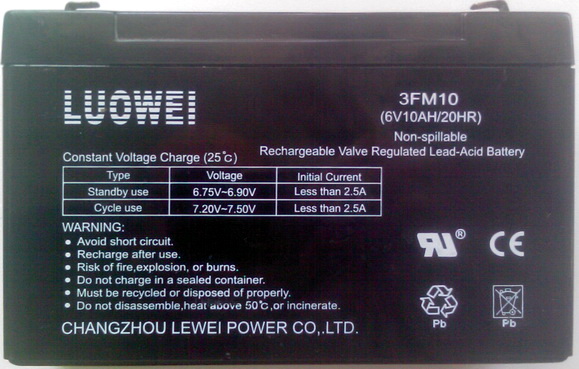 LUOWEI
3FM10
(6V10AH/20HR)
Non-spillable
Rechargeable Valve Regulated Lead-Acid Battery
Constant Voltage Charge (25℃)
Type Voltage Initial Current
Standby use 6.75V~6.90V Less than 2.5A
Cycle use 7.20V~7.50V Less than 2.5A
WARNING:
• Avoid short circuit.
• Recharge after use.
• Risk of fire,explosion, or burns.
• Do not charge in a sealed container.
• Must be recycled or disposed of properly.
• Do not disassemble,heat above 50℃,or incinerate.
CHANGZHOU LEWEI POWER CO,.LTD.
RU® CE
Pb Pb